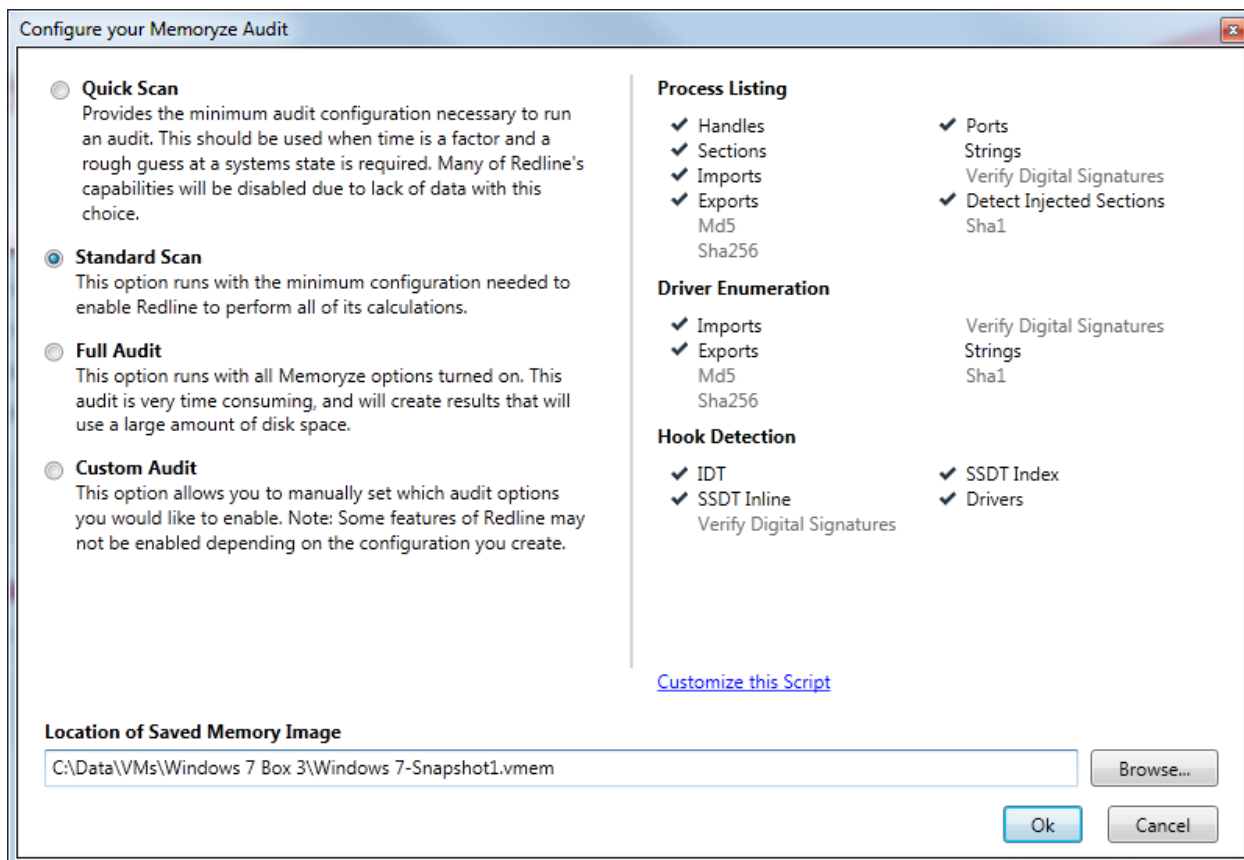 Configure your Memoryze Audit
Quick Scan
Provides the minimum audit configuration necessary to run
an audit. This should be used when time is a factor and a
rough guess at a systems state is required. Many of Redline's
capabilities will be disabled due to lack of data with this
choice.
Standard Scan
This option runs with the minimum configuration needed to
enable Redline to perform all of its calculations.
Full Audit
This option runs with all Memoryze options turned on. This
audit is very time consuming, and will create results that will
use a large amount of disk space.
Custom Audit
This option allows you to manually set which audit options
you would like to enable. Note: Some features of Redline may
not be enabled depending on the configuration you create.
Process Listing
Handles
Sections
Imports
Exports
Md5
Sha256
Ports
Strings
Verify Digital Signatures
Detect Injected Sections
Sha1
Driver Enumeration
Imports
Exports
Md5
Sha256
Verify Digital Signatures
Strings
Sha1
Hook Detection
IDT
SSDT Inline
Verify Digital Signatures
SSDT Index
Drivers
Customize this Script
Location of Saved Memory Image
C:\Data\VMs\Windows 7 Box 3\Windows 7-Snapshot1.vmem
Browse...
Ok
Cancel